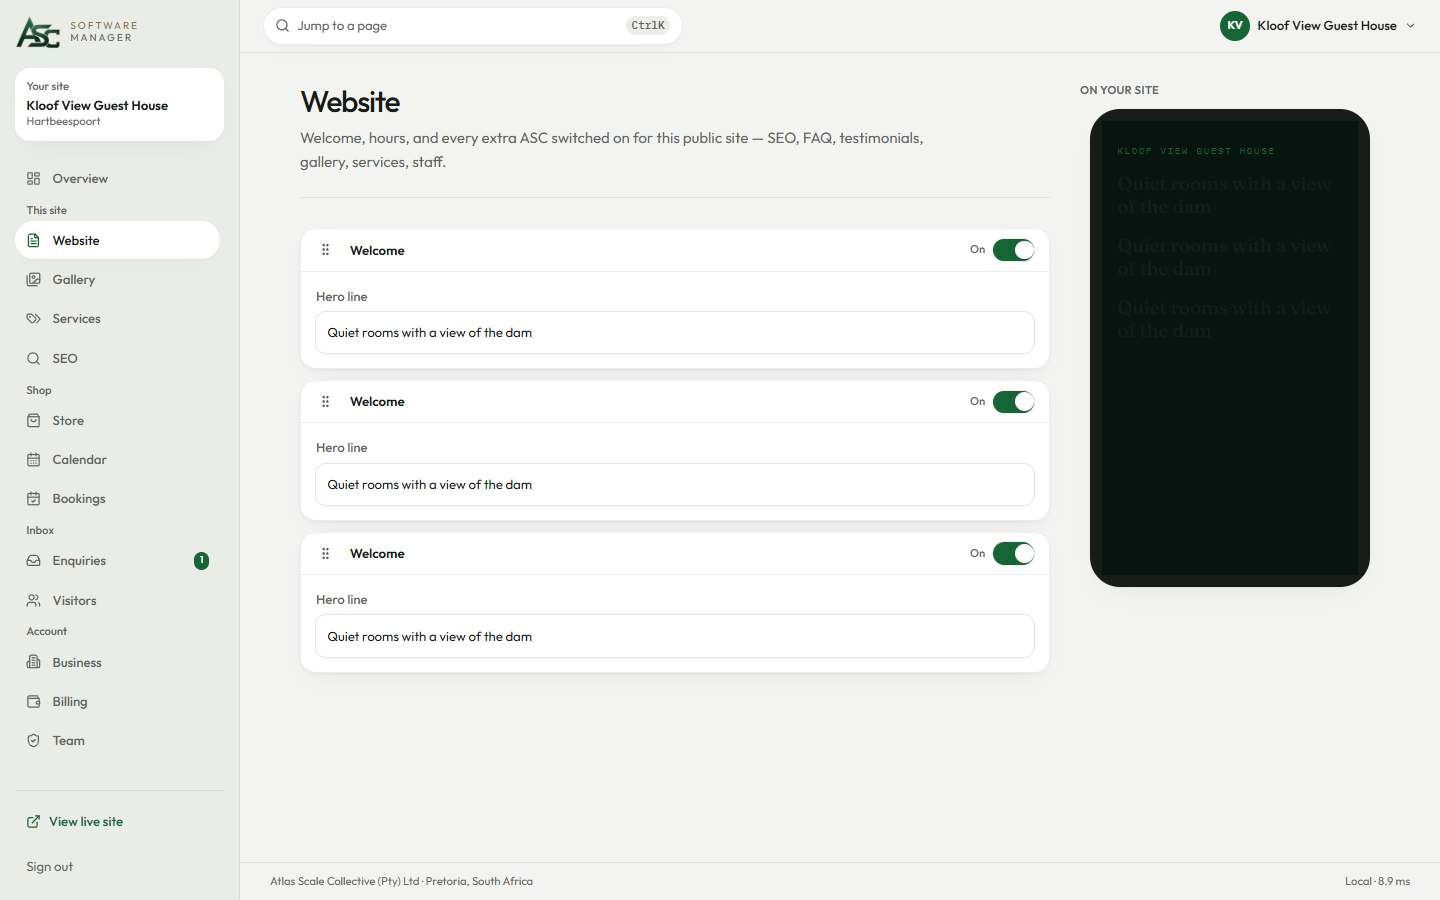 ASC SOFTWARE
MANAGER
Your site
Kloof View Guest House
Hartbeespoort
Overview
This site
Website
Gallery
Services
SEO
Shop
Store
Calendar
Bookings
Inbox
Enquiries 1
Visitors
Account
Business
Billing
Team
View live site
Sign out
Jump to a page CtrlK
KV Kloof View Guest House
Website
Welcome, hours, and every extra ASC switched on for this public site — SEO, FAQ, testimonials,
gallery, services, staff.
Welcome On
Hero line
Quiet rooms with a view of the dam
Welcome On
Hero line
Quiet rooms with a view of the dam
Welcome On
Hero line
Quiet rooms with a view of the dam
ON YOUR SITE
KLOOF VIEW GUEST HOUSE
Quiet rooms with a view
of the dam
Quiet rooms with a view
of the dam
Quiet rooms with a view
of the dam
Atlas Scale Collective (Pty) Ltd · Pretoria, South Africa
Local · 8.9 ms